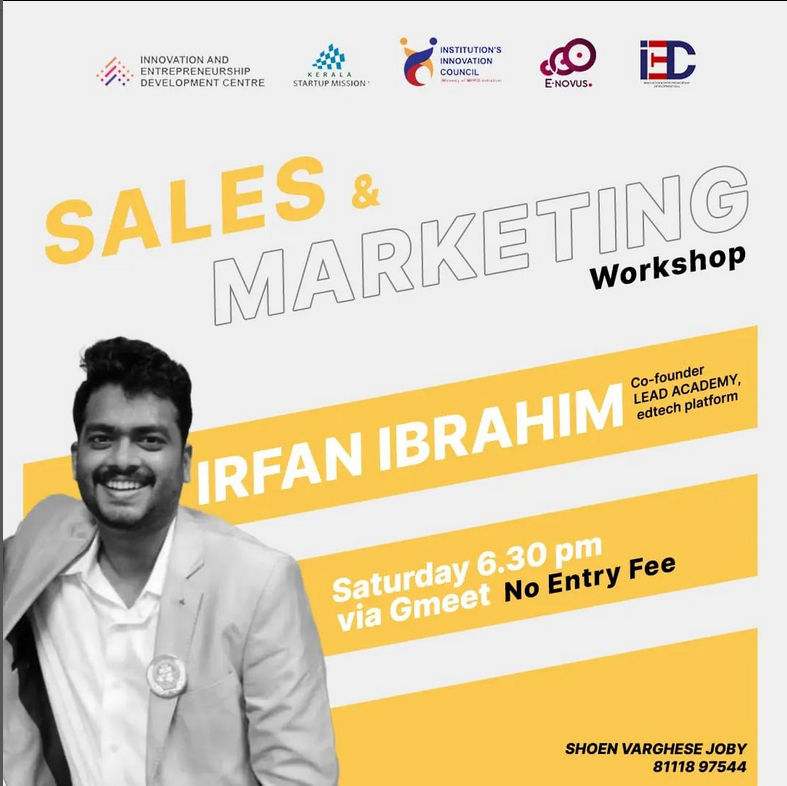 INNOVATION AND
ENTREPRENEURSHIP
DEVELOPMENT CENTRE
KERALA
STARTUP MISSION
INSTITUTION'S
INNOVATION
COUNCIL
E-NOVUS.
IEDC
SALES &
MARKETING
Workshop
IRFAN IBRAHIM
Co-founder
LEAD ACADEMY,
edtech platform
Saturday 6.30 pm
via Gmeet No Entry Fee
SHOEN VARGHESE JOBY
81118 97544